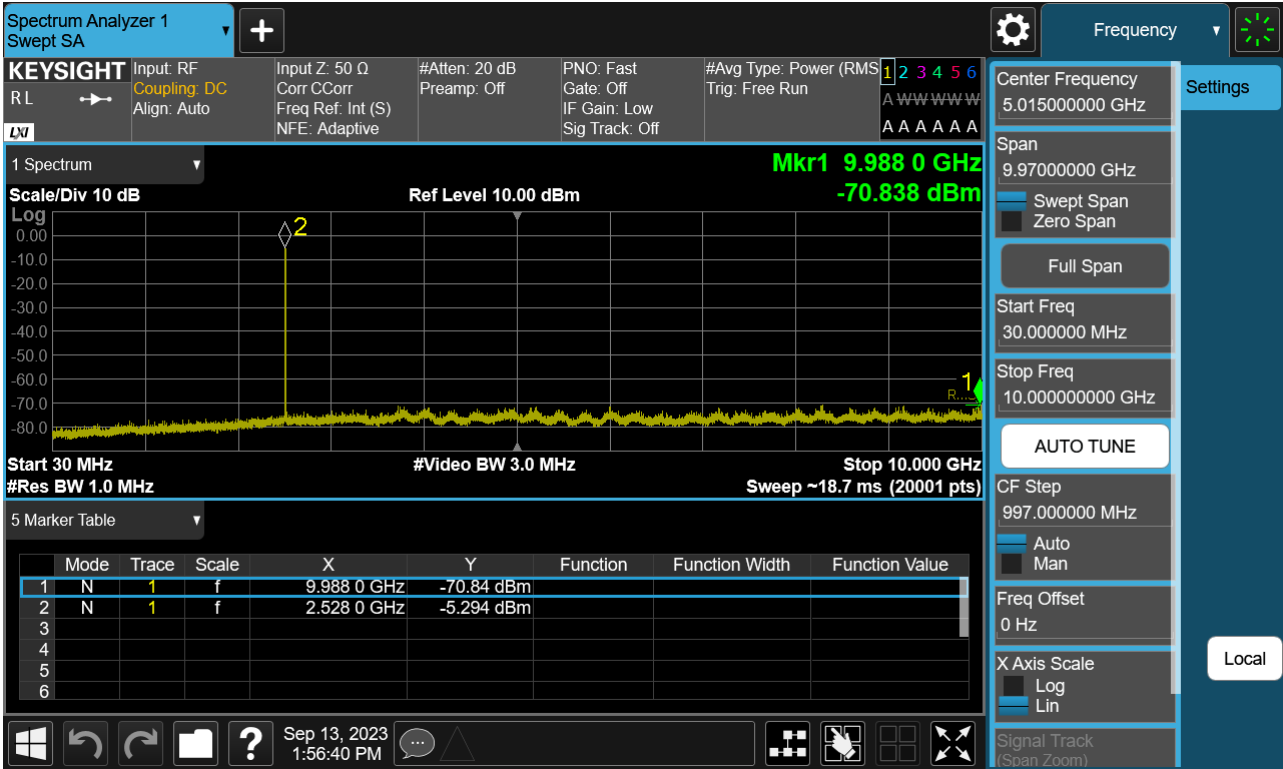 Spectrum Analyzer 1
Swept SA
Frequency
KEYSIGHT
R L
LXI
Input: RF
Coupling: DC
Align: Auto
Input Z: 50 Ω
Corr CCorr
Freq Ref: Int (S)
NFE: Adaptive
#Atten: 20 dB
Preamp: Off
PNO: Fast
Gate: Off
IF Gain: Low
Sig Track: Off
#Avg Type: Power (RMS
Trig: Free Run
1 2 3 4 5 6
A W W W W W
A A A A A A
1 Spectrum
Mkr1 9.988 0 GHz
-70.838 dBm
Scale/Div 10 dB
Ref Level 10.00 dBm
Log
0.00
-10.0
-20.0
-30.0
-40.0
-50.0
-60.0
-70.0
-80.0
2
1
Start 30 MHz
#Video BW 3.0 MHz
Stop 10.000 GHz
#Res BW 1.0 MHz
Sweep ~18.7 ms (20001 pts)
5 Marker Table
Mode Trace Scale X Y Function Function Width Function Value
1 N 1 f 9.988 0 GHz -70.84 dBm
2 N 1 f 2.528 0 GHz -5.294 dBm
3
4
5
6
Sep 13, 2023
1:56:40 PM
Center Frequency
5.015000000 GHz
Span
9.97000000 GHz
Swept Span
Zero Span
Full Span
Start Freq
30.000000 MHz
Stop Freq
10.000000000 GHz
AUTO TUNE
CF Step
997.000000 MHz
Auto
Man
Freq Offset
0 Hz
X Axis Scale
Log
Lin
Signal Track
(Span Zoom)
Settings
Local